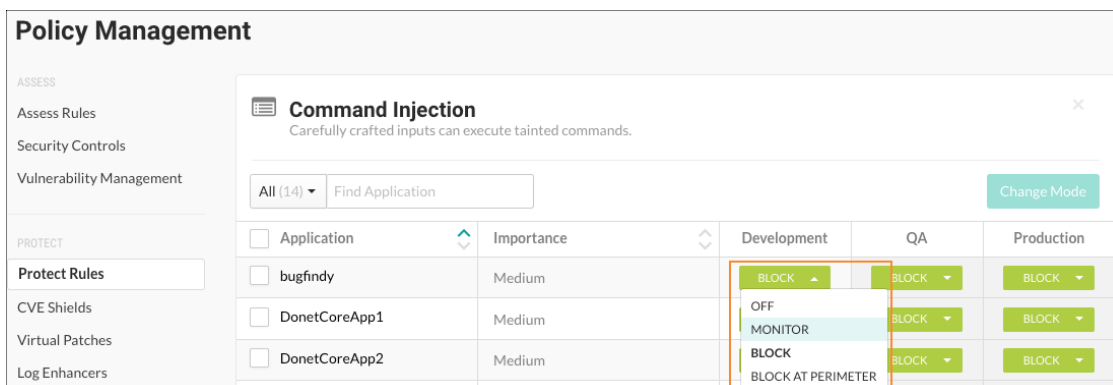 Policy Management
ASSESS
Assess Rules
Security Controls
Vulnerability Management
PROTECT
Protect Rules
CVE Shields
Virtual Patches
Log Enhancers
Command Injection
Carefully crafted inputs can execute tainted commands.
All (14) Find Application Change Mode
Application Importance Development QA Production
bugfindy Medium BLOCK BLOCK BLOCK
DonetCoreApp1 Medium BLOCK BLOCK
DonetCoreApp2 Medium BLOCK BLOCK
OFF
MONITOR
BLOCK
BLOCK AT PERIMETER